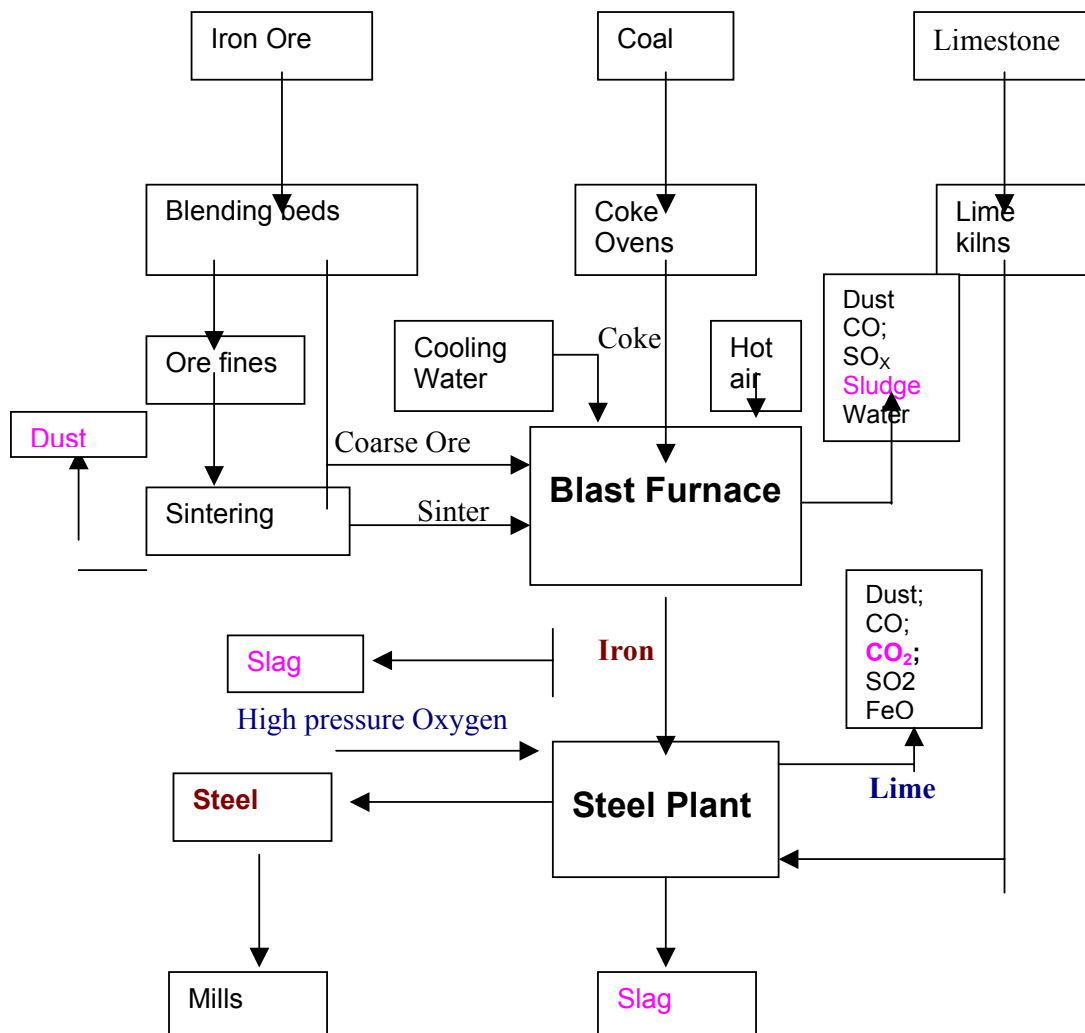 Iron Ore
Coal
Limestone
Blending beds
Coke
Ovens
Lime
kilns
Dust
CO;
SOX
Sludge
Water
Ore fines
Cooling
Water
Coke
Hot
air
Dust
Coarse Ore
Blast Furnace
Sintering
Sinter
Dust;
CO;
CO2;
SO2
FeO
Slag
Iron
High pressure Oxygen
Steel
Steel Plant
Lime
Mills
Slag